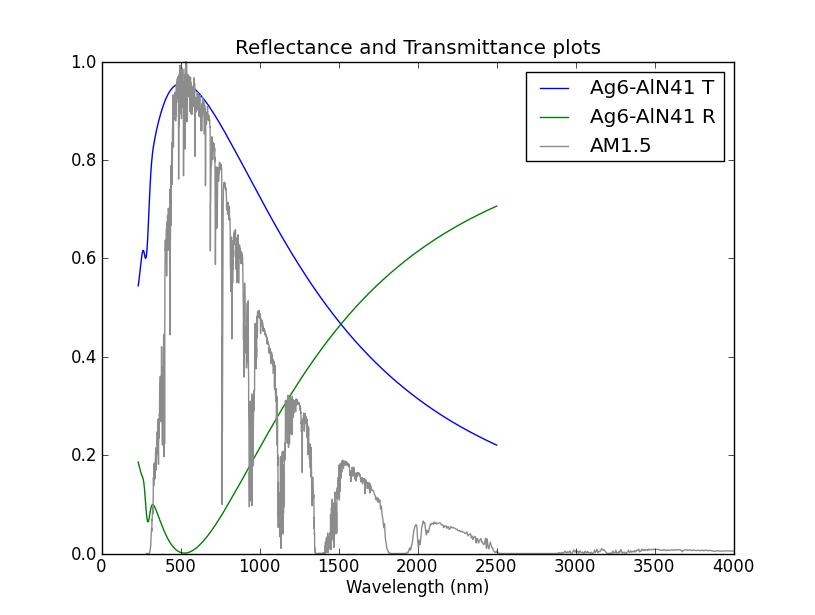 Reflectance and Transmittance plots
Ag6-AlN41 T
Ag6-AlN41 R
AM1.5
1.0
0.8
0.6
0.4
0.2
0.0
0 500 1000 1500 2000 2500 3000 3500 4000
Wavelength (nm)